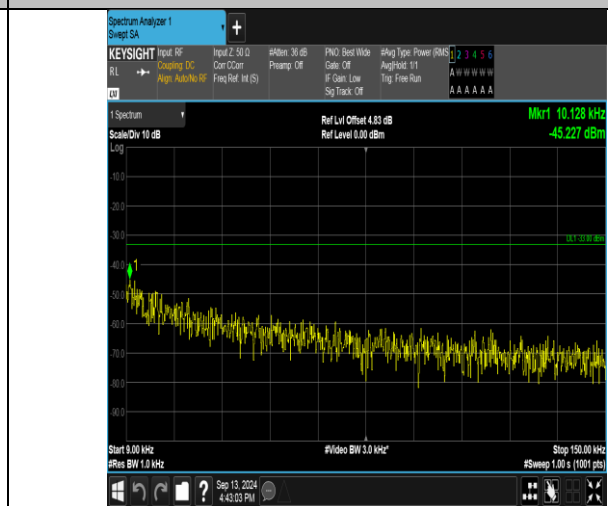 Spectrum Analyzer 1
Swept SA
+
KEYSIGHT
RL
Input: RF
Coupling: DC
Align: Auto/No RF
Input Z: 50 Ω
Corr CCorr
Freq Ref: Int (S)
#Atten: 36 dB
Preamp: Off
PNO: Best Wide
Gate: Off
IF Gain: Low
Sig Track: Off
#Avg Type: Power (RMS
Avg|Hold: 1/1
Trig: Free Run
1 2 3 4 5 6
A W W W W W
A A A A A A
1 Spectrum
Scale/Div 10 dB
Ref Lvl Offset 4.83 dB
Ref Level 0.00 dBm
Mkr1 10.128 kHz
-45.227 dBm
Log
-10.0
-20.0
-30.0
DL1 -33.00 dBm
-40.0
1
-50.0
-60.0
-70.0
-80.0
-90.0
Start 9.00 kHz
#Res BW 1.0 kHz
#Video BW 3.0 kHz*
Stop 150.00 kHz
#Sweep 1.00 s (1001 pts)
?
Sep 13, 2024
4:43:03 PM